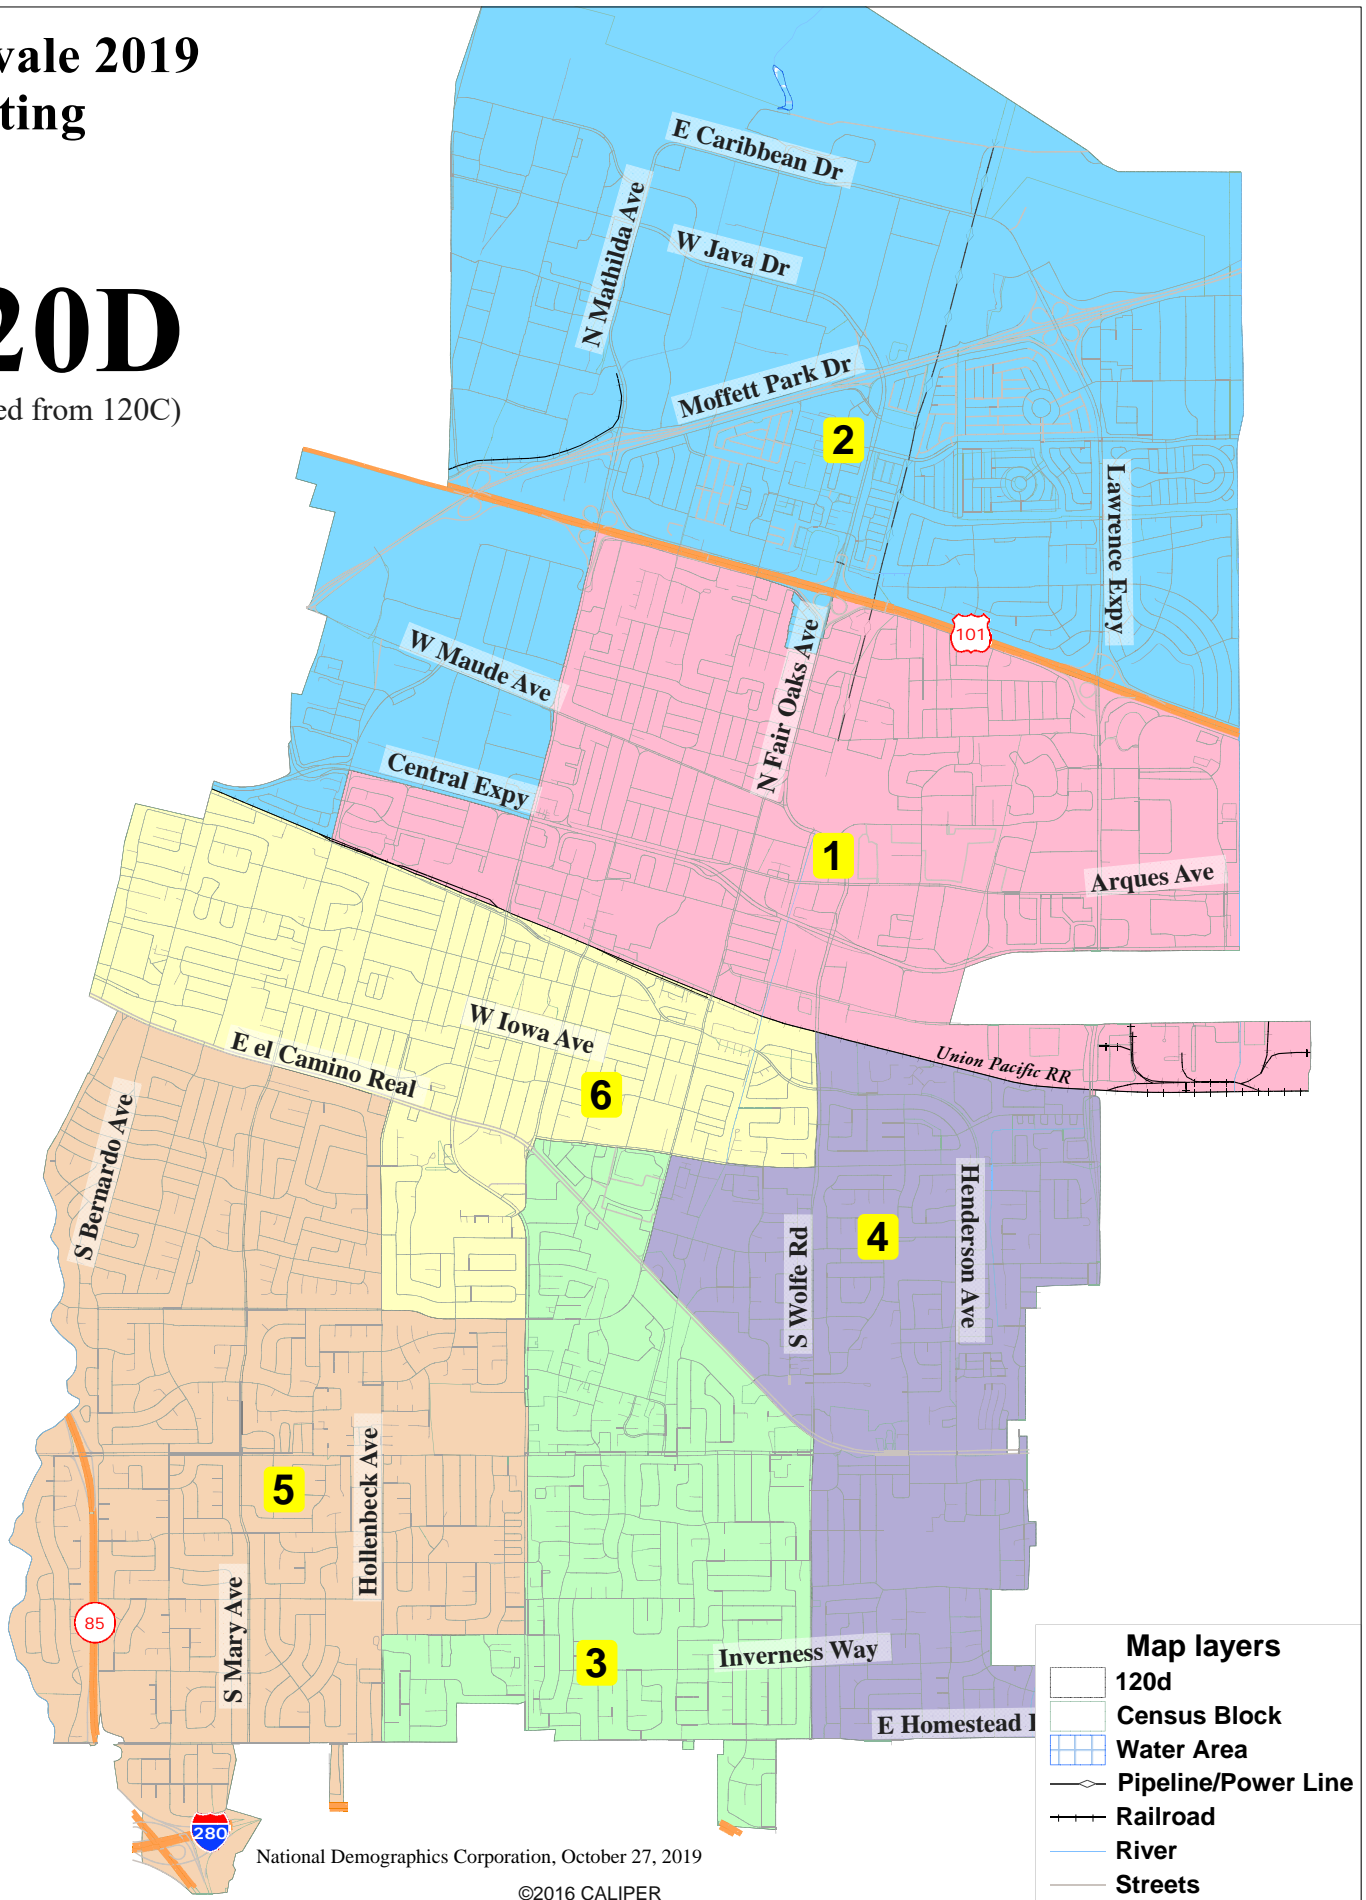 vale 2019
ting
20D
ed from 120C)
E Caribbean Dr
N Mathilda Ave
W Java Dr
Moffett Park Dr
2
Lawrence Expy
101
W Maude Ave
N Fair Oaks Ave
Central Expy
1
Arques Ave
W Iowa Ave
E el Camino Real
Union Pacific RR
6
S Bernardo Ave
Henderson Ave
4
S Wolfe Rd
Hollenbeck Ave
5
S Mary Ave
85
3
Inverness Way
E Homestead
280
Map layers
120d
Census Block
Water Area
Pipeline/Power Line
Railroad
River
Streets
National Demographics Corporation, October 27, 2019
©2016 CALIPER